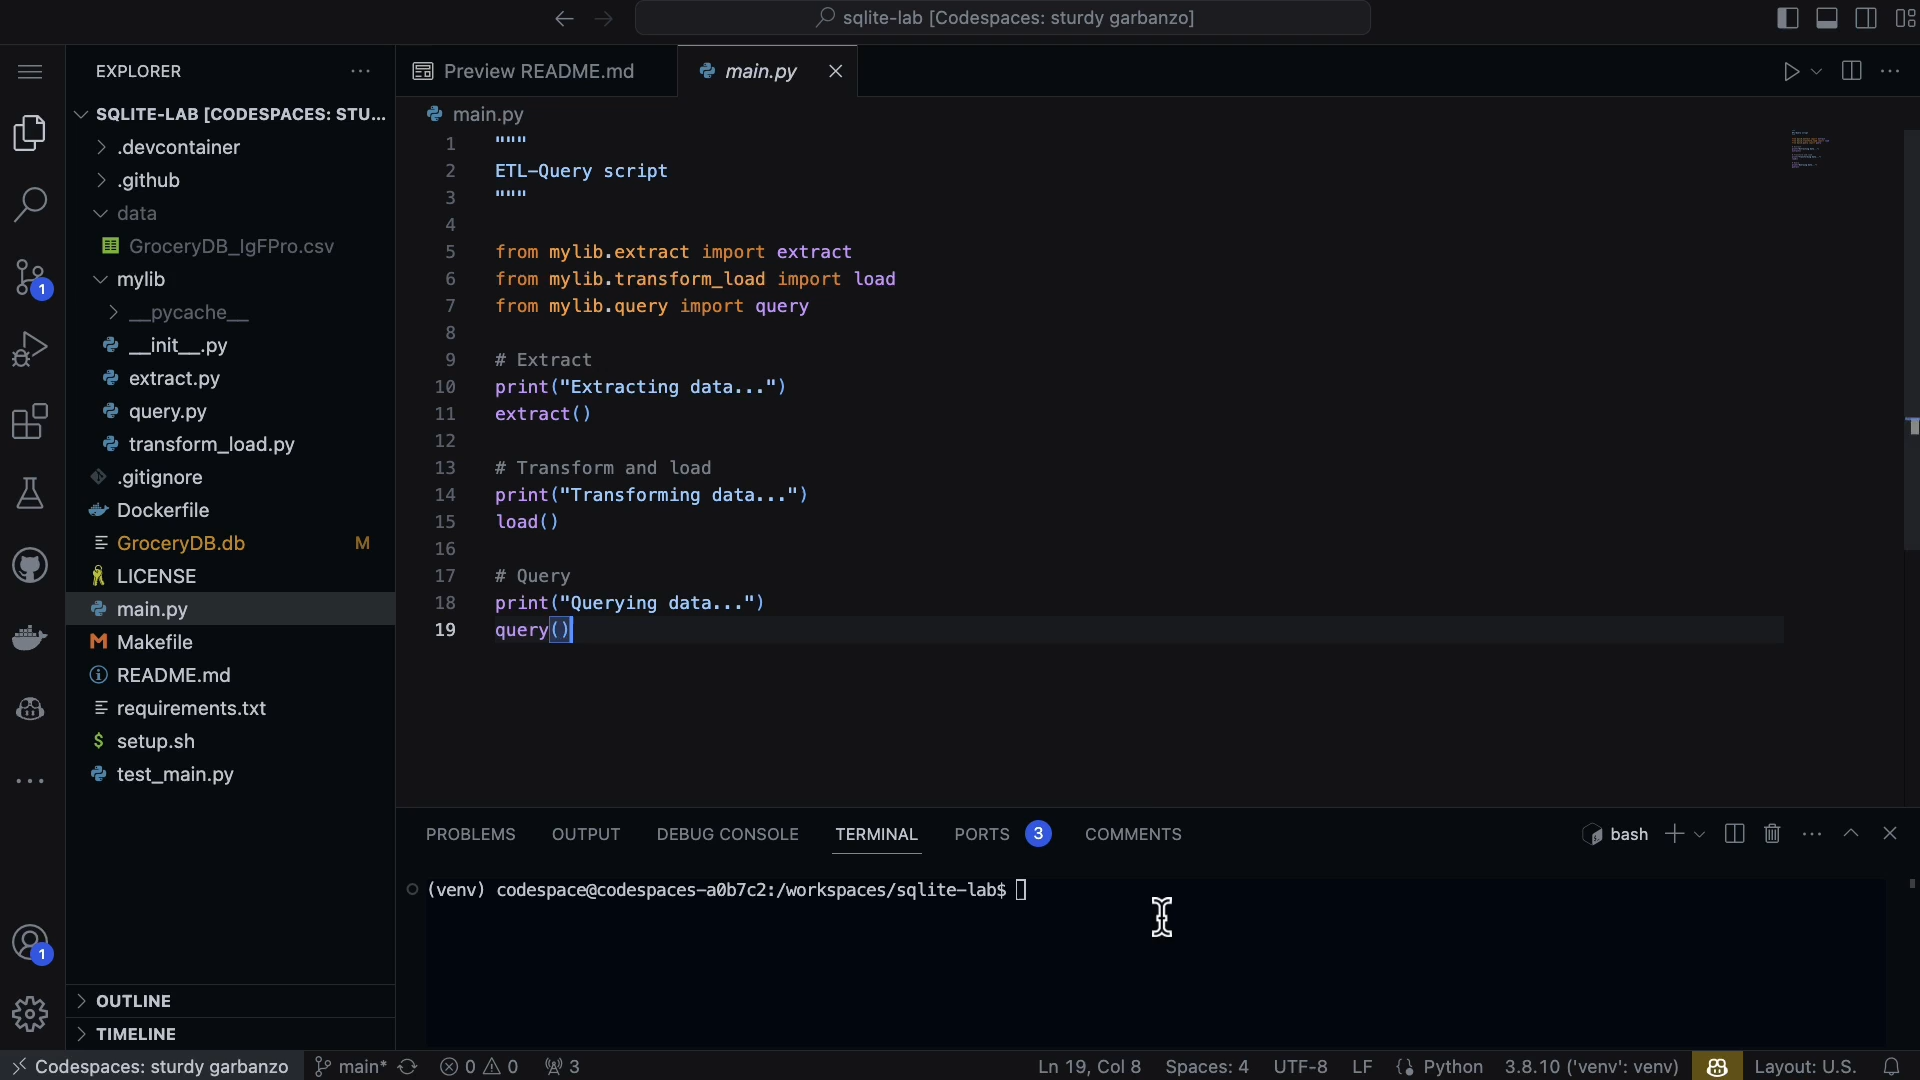 sqlite-lab [Codespaces: sturdy garbanzo]
EXPLORER
SQLITE-LAB [CODESPACES: STU...
.devcontainer
.github
data
GroceryDB_IgFPro.csv
mylib
__pycache__
__init__.py
extract.py
query.py
transform_load.py
.gitignore
Dockerfile
GroceryDB.db M
LICENSE
main.py
Makefile
README.md
requirements.txt
setup.sh
test_main.py
OUTLINE
TIMELINE
1
1
Preview README.md
main.py
main.py
1 """
2 ETL-Query script
3 """
4
5 from mylib.extract import extract
6 from mylib.transform_load import load
7 from mylib.query import query
8
9 # Extract
10 print("Extracting data...")
11 extract()
12
13 # Transform and load
14 print("Transforming data...")
15 load()
16
17 # Query
18 print("Querying data...")
19 query()
PROBLEMS OUTPUT DEBUG CONSOLE TERMINAL PORTS 3 COMMENTS
bash
(venv) codespace@codespaces-a0b7c2:/workspaces/sqlite-lab$
Codespaces: sturdy garbanzo main* 0 0 3 Ln 19, Col 8 Spaces: 4 UTF-8 LF Python 3.8.10 ('venv': venv) Layout: U.S.